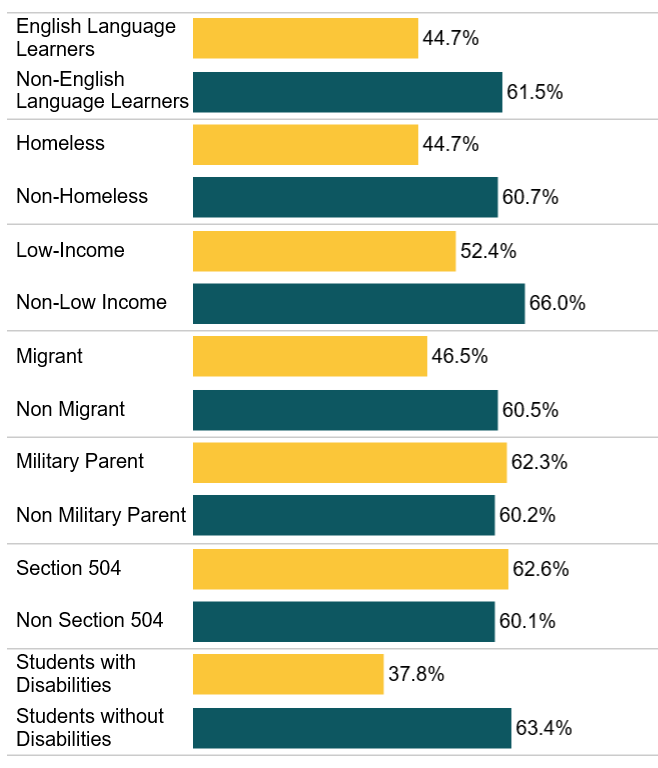 English Language
Learners
44.7%
Non-English
Language Learners
61.5%
Homeless
44.7%
Non-Homeless
60.7%
Low-Income
52.4%
Non-Low Income
66.0%
Migrant
46.5%
Non Migrant
60.5%
Military Parent
62.3%
Non Military Parent
60.2%
Section 504
62.6%
Non Section 504
60.1%
Students with
Disabilities
37.8%
Students without
Disabilities
63.4%